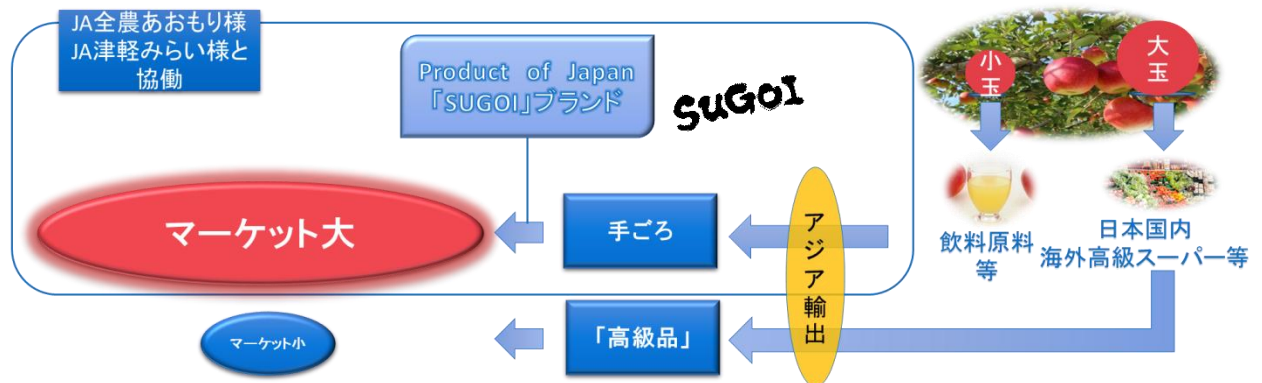 JA全農あおもり様
JA津軽みらい様と
協働
Product of Japan
「SUGOI」ブランド
SuGoI
小玉
大玉
マーケット大
手ごろ
アジア輸出
飲料原料
等
日本国内
海外高級スーパー等
マーケット小
「高級品」